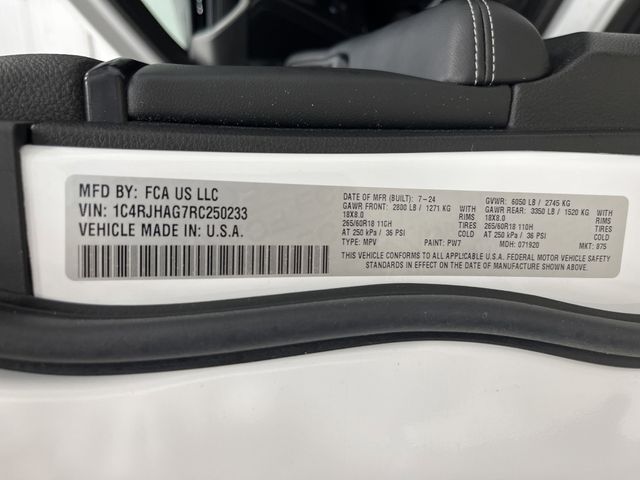 MFD BY: FCA US LLC
VIN: 1C4RJHAG7RC250233
VEHICLE MADE IN: U.S.A.
DATE OF MFR (BUILT): 7-24
GAWR FRONT: 2800 LB / 1271 KG WITH
18X8.0 RIMS
265/60R18 110H TIRES
AT 250 kPa / 36 PSI COLD
TYPE: MPV PAINT: PW7
GVWR: 6050 LB / 2745 KG
GAWR REAR: 3350 LB / 1520 KG WITH
18X8.0 RIMS
265/60R18 110H TIRES
AT 250 kPa / 36 PSI COLD
MDH: 071920 MKT: 875
THIS VEHICLE CONFORMS TO ALL APPLICABLE U.S.A. FEDERAL MOTOR VEHICLE SAFETY
STANDARDS IN EFFECT ON THE DATE OF MANUFACTURE SHOWN ABOVE.